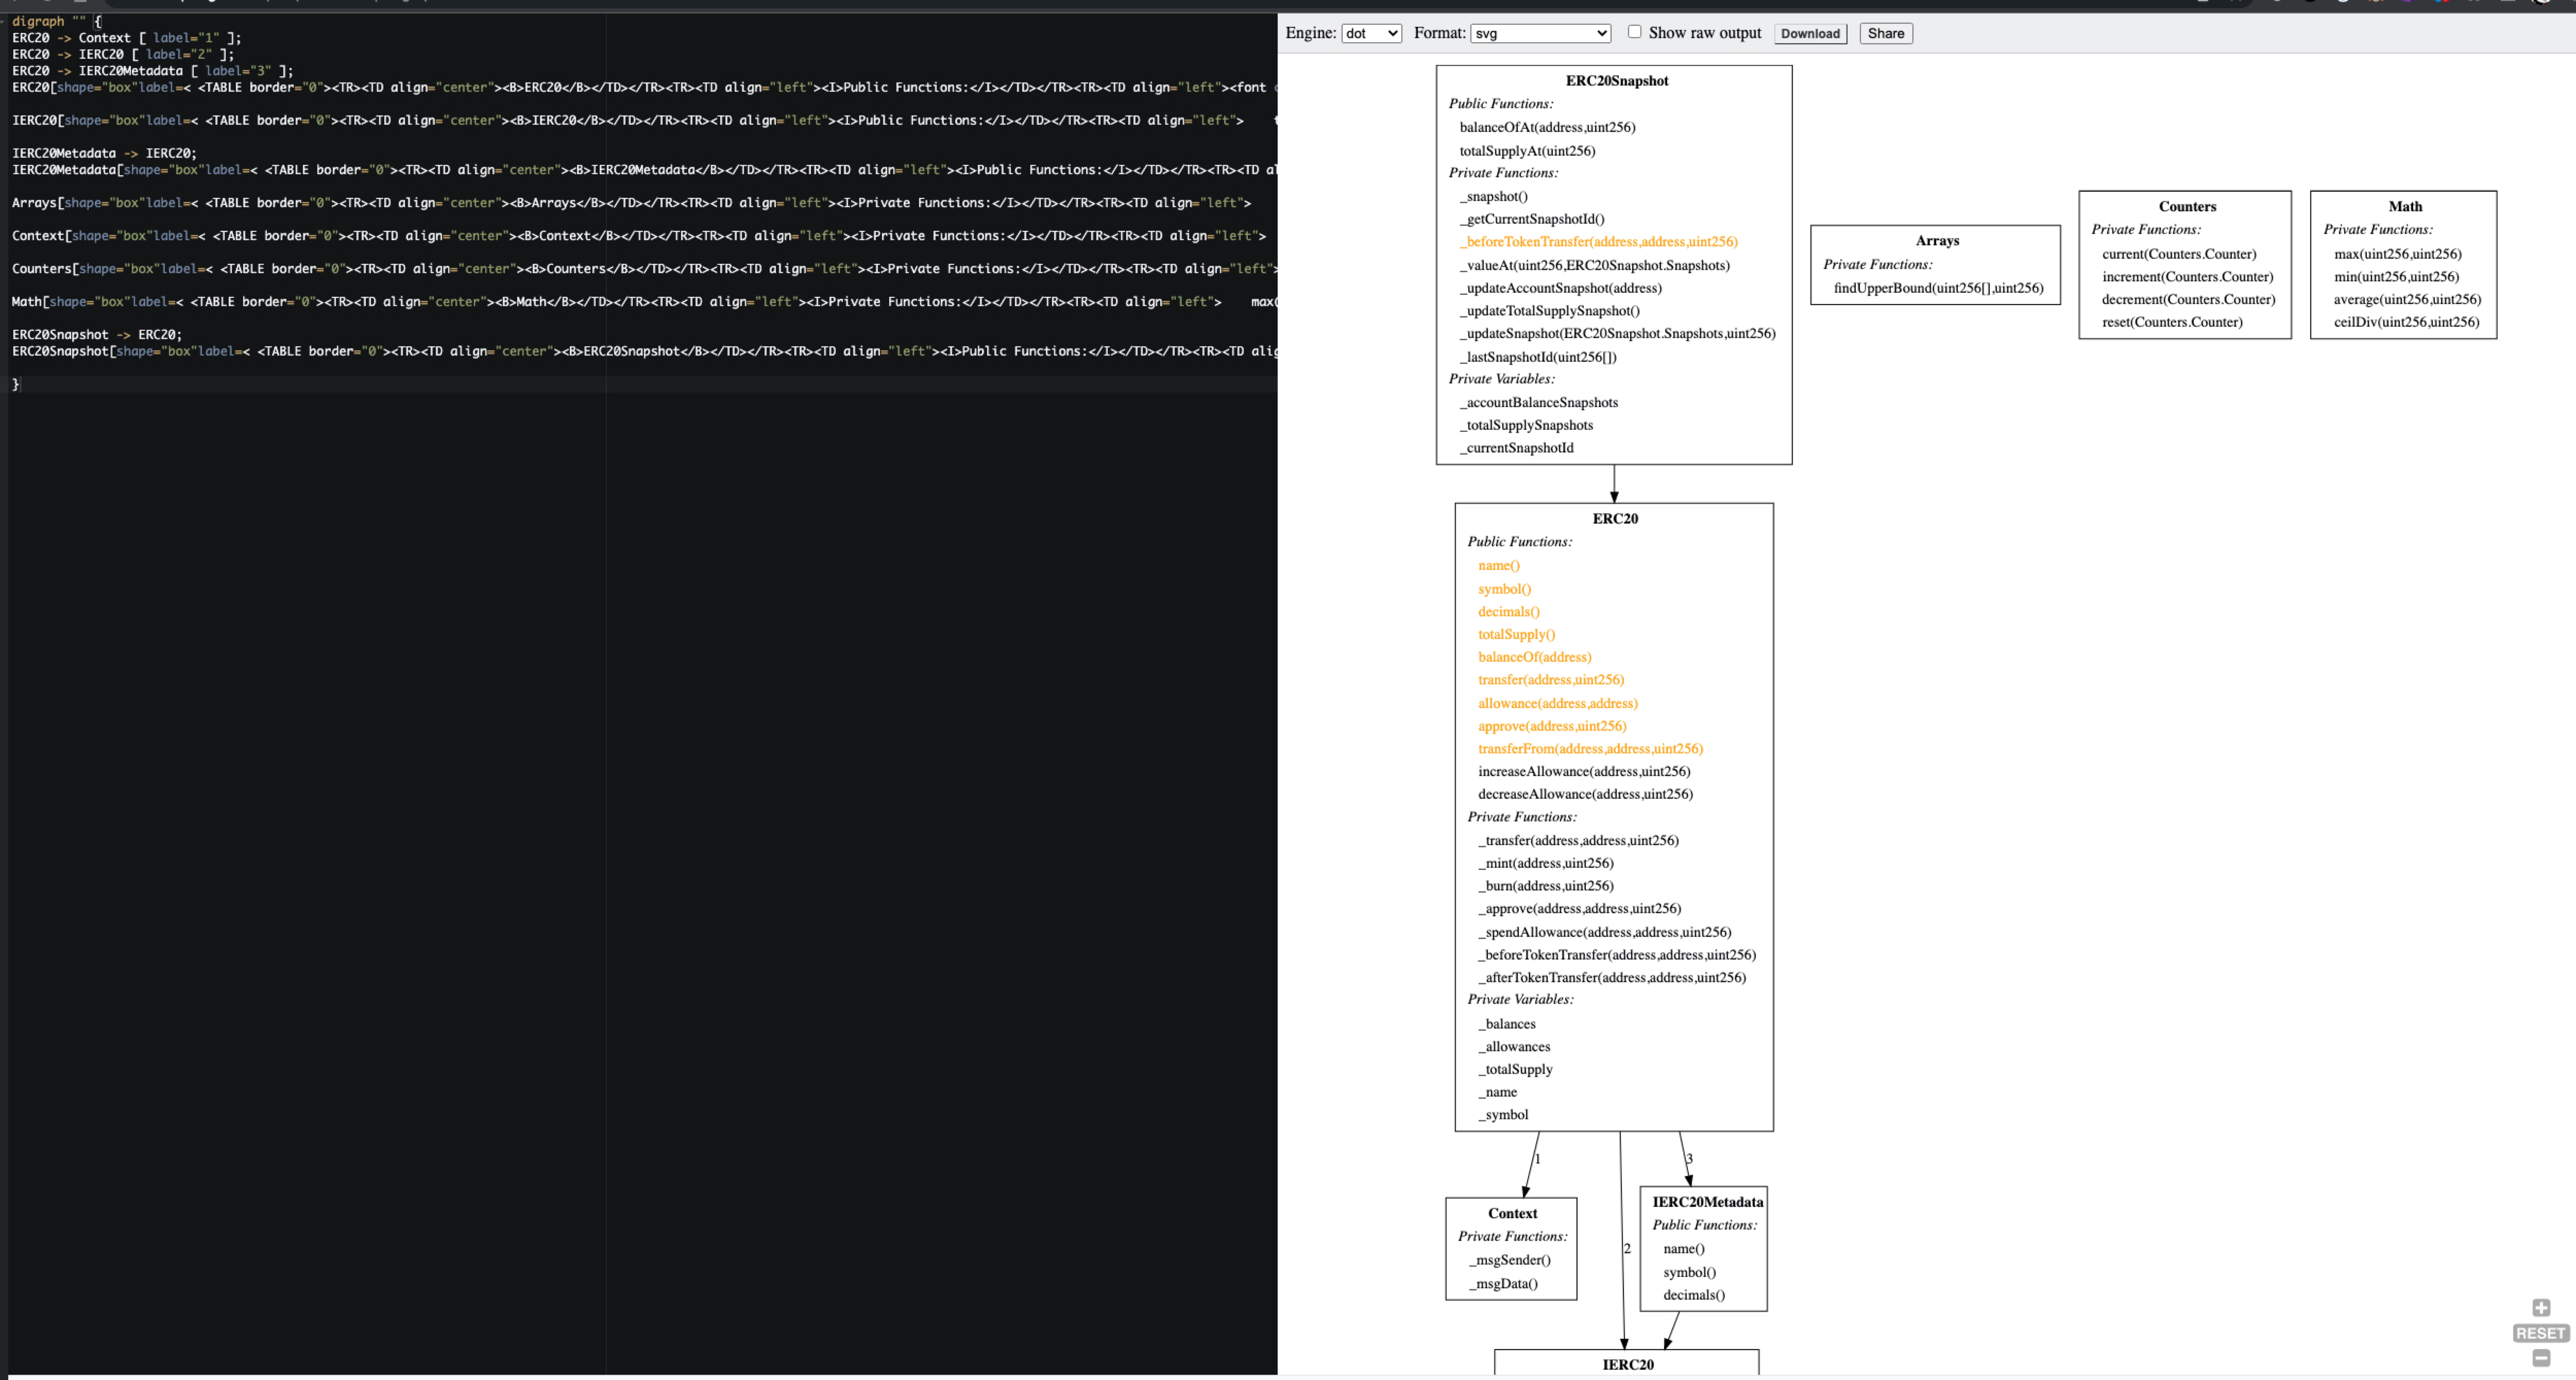 digraph "" {
ERC20 -> Context [ label="1" ];
ERC20 -> IERC20 [ label="2" ];
ERC20 -> IERC20Metadata [ label="3" ];
ERC20[shape="box"label=< <TABLE border="0"><TR><TD align="center"><B>ERC20</B></TD></TR><TR><TD align="left"><I>Public Functions:</I></TD></TR><TR><TD align="left"><font
IERC20[shape="box"label=< <TABLE border="0"><TR><TD align="center"><B>IERC20</B></TD></TR><TR><TD align="left"><I>Public Functions:</I></TD></TR><TR><TD align="left">
IERC20Metadata -> IERC20;
IERC20Metadata[shape="box"label=< <TABLE border="0"><TR><TD align="center"><B>IERC20Metadata</B></TD></TR><TR><TD align="left"><I>Public Functions:</I></TD></TR><TR><TD al
Arrays[shape="box"label=< <TABLE border="0"><TR><TD align="center"><B>Arrays</B></TD></TR><TR><TD align="left"><I>Private Functions:</I></TD></TR><TR><TD align="left">
Context[shape="box"label=< <TABLE border="0"><TR><TD align="center"><B>Context</B></TD></TR><TR><TD align="left"><I>Private Functions:</I></TD></TR><TR><TD align="left">
Counters[shape="box"label=< <TABLE border="0"><TR><TD align="center"><B>Counters</B></TD></TR><TR><TD align="left"><I>Private Functions:</I></TD></TR><TR><TD align="left">
Math[shape="box"label=< <TABLE border="0"><TR><TD align="center"><B>Math</B></TD></TR><TR><TD align="left"><I>Private Functions:</I></TD></TR><TR><TD align="left"> max(
ERC20Snapshot -> ERC20;
ERC20Snapshot[shape="box"label=< <TABLE border="0"><TR><TD align="center"><B>ERC20Snapshot</B></TD></TR><TR><TD align="left"><I>Public Functions:</I></TD></TR><TR><TD alig
}
Engine: dot Format: svg Show raw output Download Share
ERC20Snapshot
Public Functions:
balanceOfAt(address,uint256)
totalSupplyAt(uint256)
Private Functions:
_snapshot()
_getCurrentSnapshotId()
_beforeTokenTransfer(address,address,uint256)
_valueAt(uint256,ERC20Snapshot.Snapshots)
_updateAccountSnapshot(address)
_updateTotalSupplySnapshot()
_updateSnapshot(ERC20Snapshot.Snapshots,uint256)
_lastSnapshotId(uint256[])
Private Variables:
_accountBalanceSnapshots
_totalSupplySnapshots
_currentSnapshotId
Arrays
Private Functions:
findUpperBound(uint256[],uint256)
Counters
Private Functions:
current(Counters.Counter)
increment(Counters.Counter)
decrement(Counters.Counter)
reset(Counters.Counter)
Math
Private Functions:
max(uint256,uint256)
min(uint256,uint256)
average(uint256,uint256)
ceilDiv(uint256,uint256)
ERC20
Public Functions:
name()
symbol()
decimals()
totalSupply()
balanceOf(address)
transfer(address,uint256)
allowance(address,address)
approve(address,uint256)
transferFrom(address,address,uint256)
increaseAllowance(address,uint256)
decreaseAllowance(address,uint256)
Private Functions:
_transfer(address,address,uint256)
_mint(address,uint256)
_burn(address,uint256)
_approve(address,address,uint256)
_spendAllowance(address,address,uint256)
_beforeTokenTransfer(address,address,uint256)
_afterTokenTransfer(address,address,uint256)
Private Variables:
_balances
_allowances
_totalSupply
_name
_symbol
1
3
2
Context
Private Functions:
_msgSender()
_msgData()
IERC20Metadata
Public Functions:
name()
symbol()
decimals()
IERC20
RESET